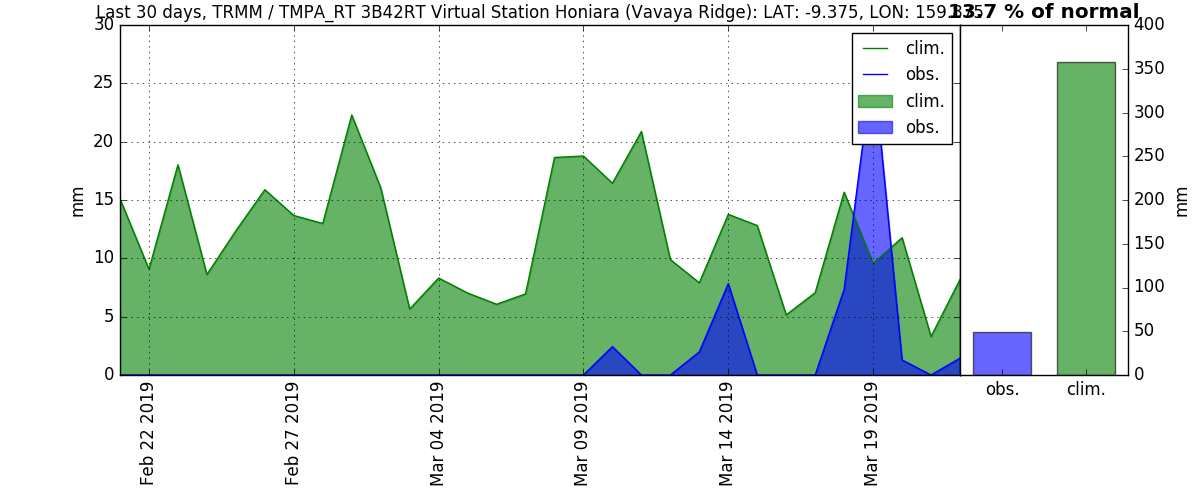 Last 30 days, TRMM / TMPA_RT 3B42RT Virtual Station Honiara (Vavaya Ridge): LAT: -9.375, LON: 159.875
13.7 % of normal
30
25
20
15
10
5
0
mm
clim.
obs.
clim.
obs.
400
350
300
250
200
150
100
50
0
mm
Feb 22 2019
Feb 27 2019
Mar 04 2019
Mar 09 2019
Mar 14 2019
Mar 19 2019
obs.
clim.